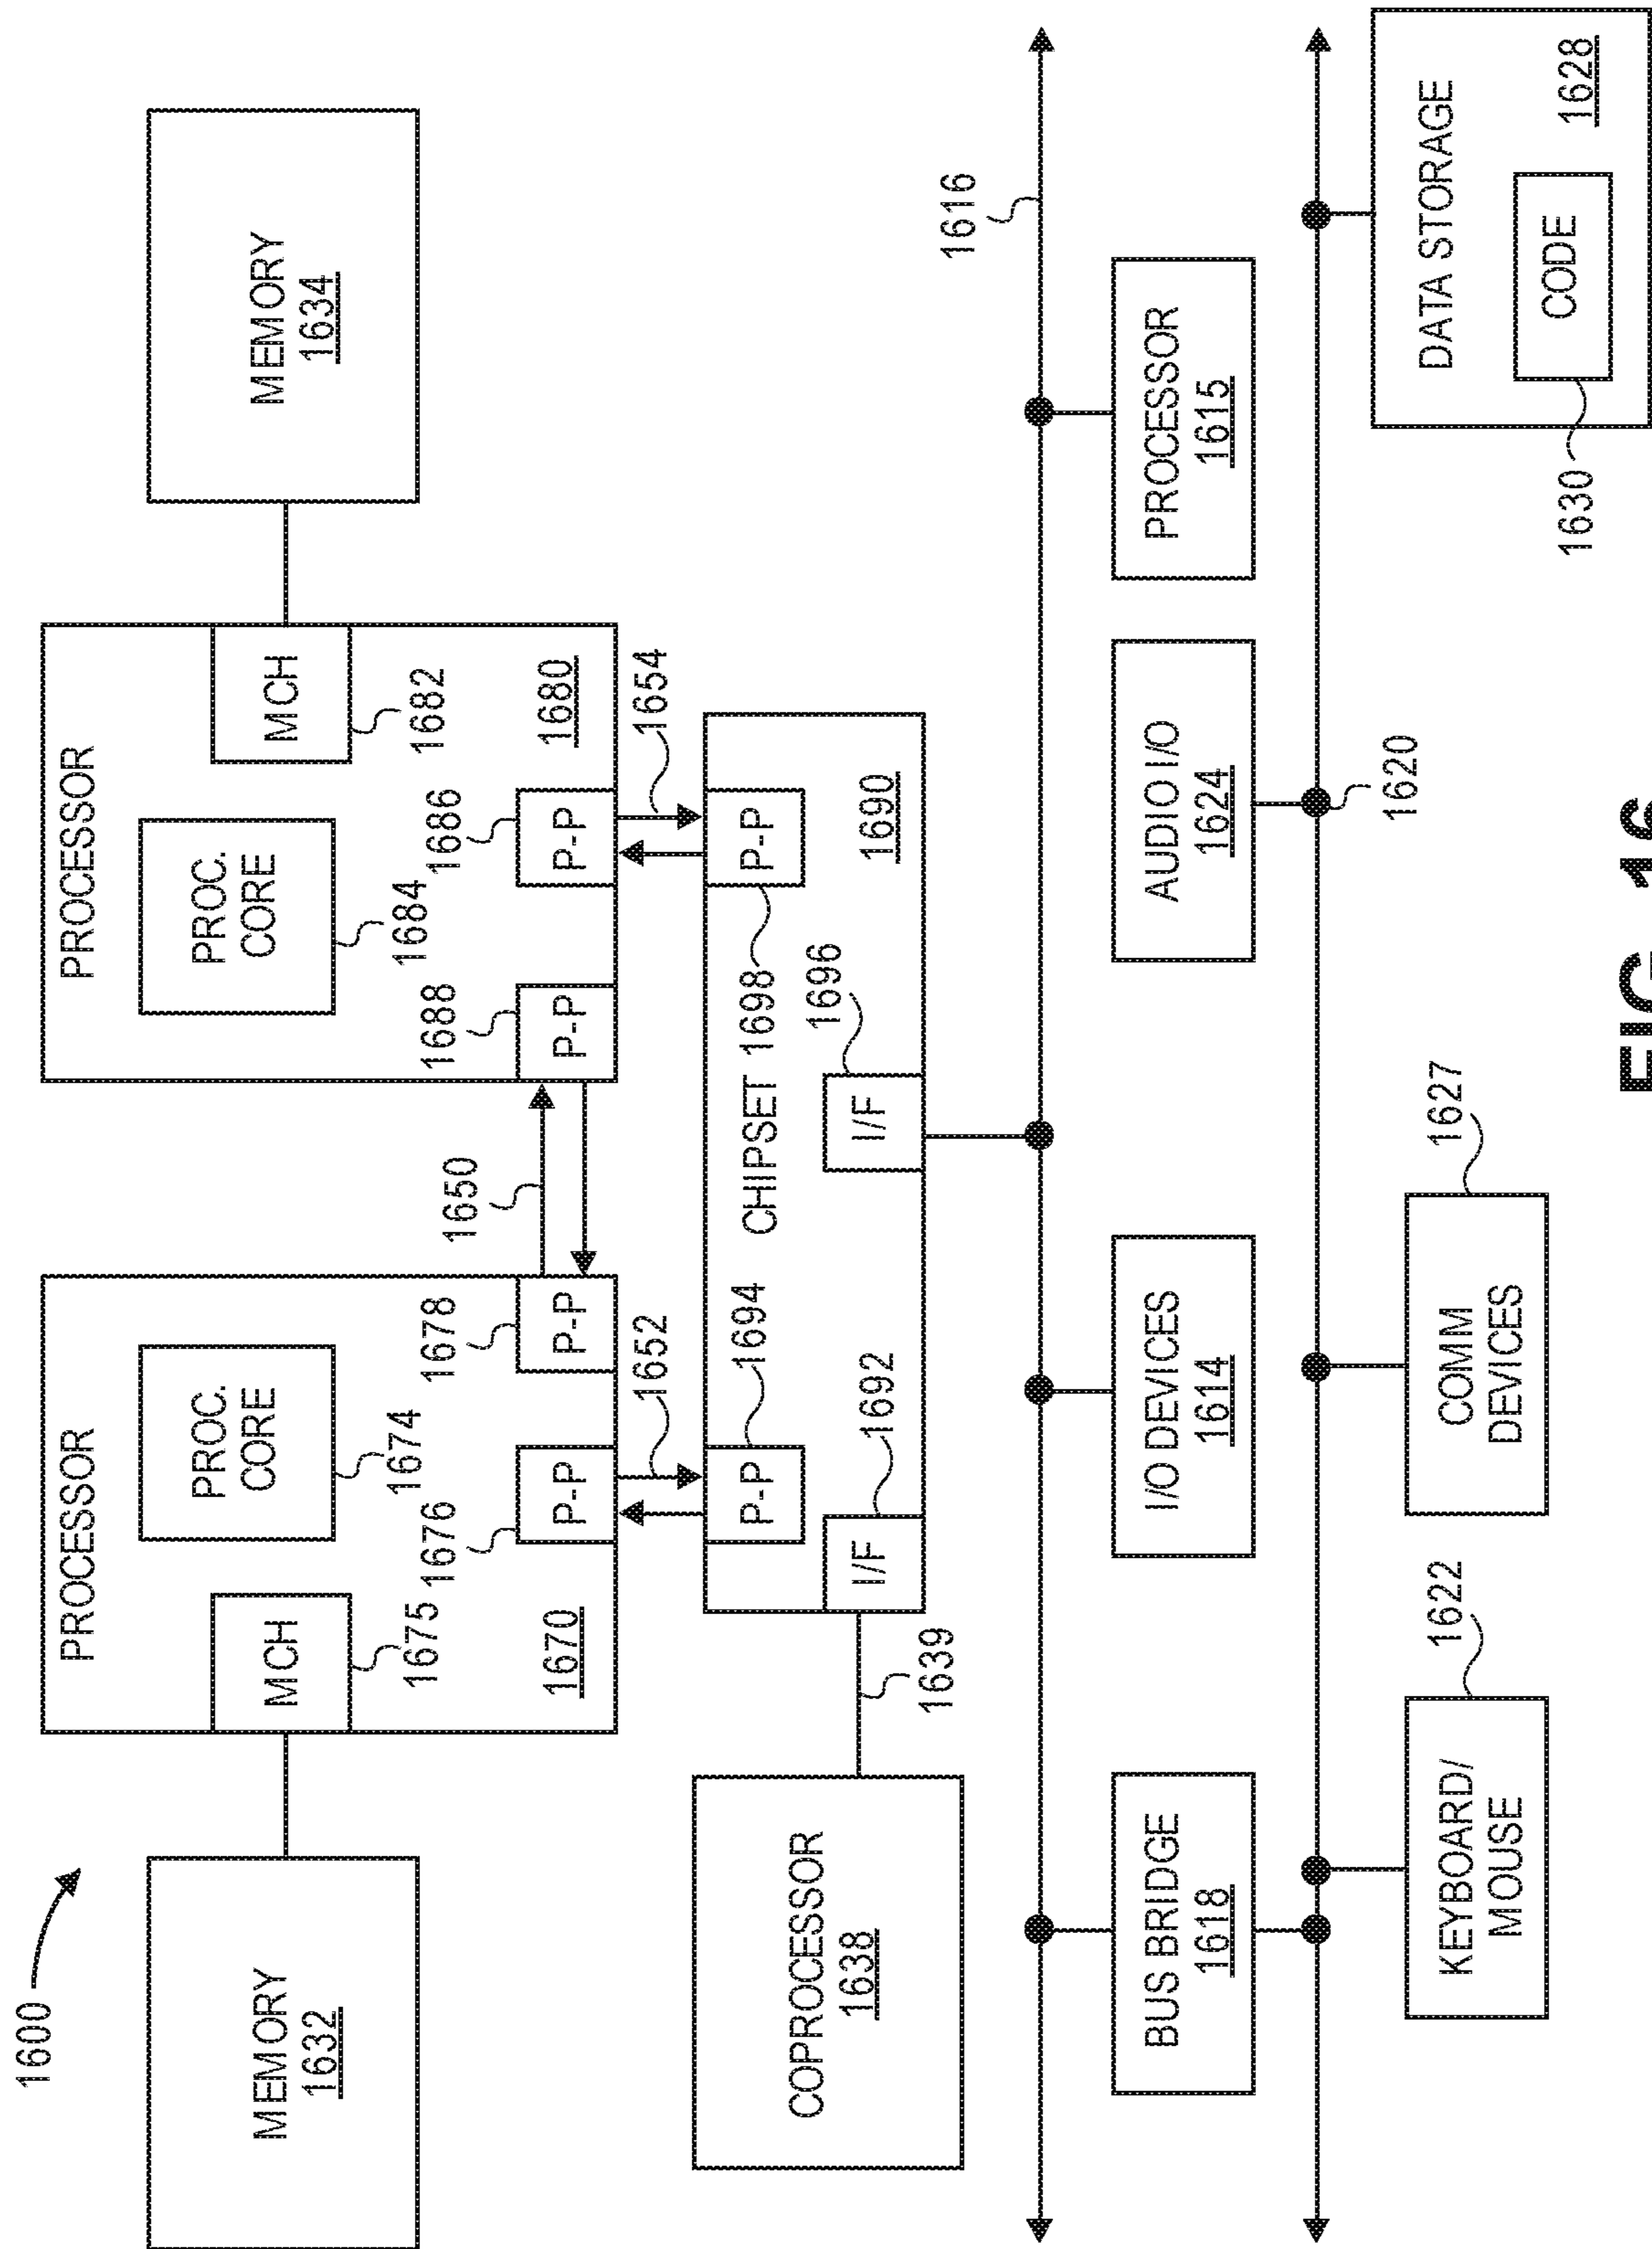 1600
MEMORY
1632
PROCESSOR
MCH
1675
PROC.
CORE
1674
1670
1676
P-P
1678
P-P
1650
PROCESSOR
PROC.
CORE
1684
MCH
1682
1688
P-P
1686
P-P
1680
MEMORY
1634
1652
1654
COPROCESSOR
1638
1639
P-P
1694
CHIPSET
1698
P-P
1690
I/F
1692
I/F
1696
1616
BUS BRIDGE
1618
I/O DEVICES
1614
AUDIO I/O
1624
PROCESSOR
1615
1620
KEYBOARD/
MOUSE
1622
COMM
DEVICES
1627
DATA STORAGE
CODE
1628
1630
FIG. 16